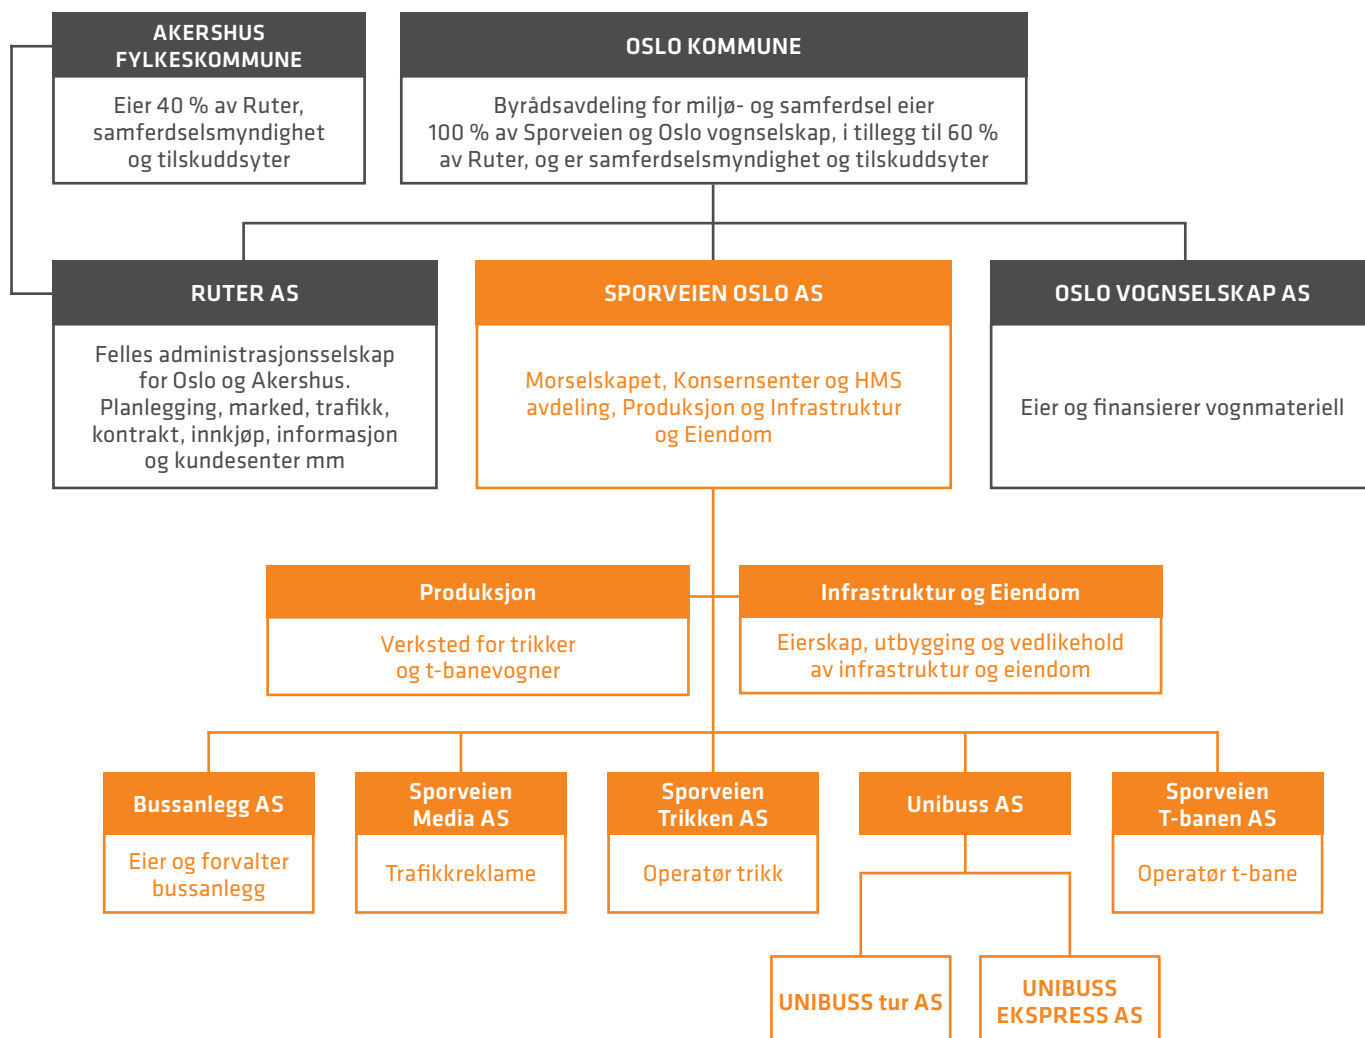 AKERSHUS
FYLKESKOMMUNE
Eier 40 % av Ruter,
samferdselsmyndighet
og tilskuddsyter
OSLO KOMMUNE
Byrådsavdeling for miljø- og samferdsel eier
100 % av Sporveien og Oslo vognselskap, i tillegg til 60 %
av Ruter, og er samferdselsmyndighet og tilskuddsyter
RUTER AS
Felles administrasjonsselskap
for Oslo og Akershus.
Planlegging, marked, trafikk,
kontrakt, innkjøp, informasjon
og kundesenter mm
SPORVEIEN OSLO AS
Morselskapet, Konsernsenter og HMS
avdeling, Produksjon og Infrastruktur
og Eiendom
OSLO VOGNSELSKAP AS
Eier og finansierer vognmateriell
Produksjon
Verksted for trikker
og t-banevogner
Infrastruktur og Eiendom
Eierskap, utbygging og vedlikehold
av infrastruktur og eiendom
Bussanlegg AS
Eier og forvalter
bussanlegg
Sporveien
Media AS
Trafikkreklame
Sporveien
Trikken AS
Operatør trikk
Unibuss AS
Sporveien
T-banen AS
Operatør t-bane
UNIBUSS tur AS
UNIBUSS
EKSPRESS AS